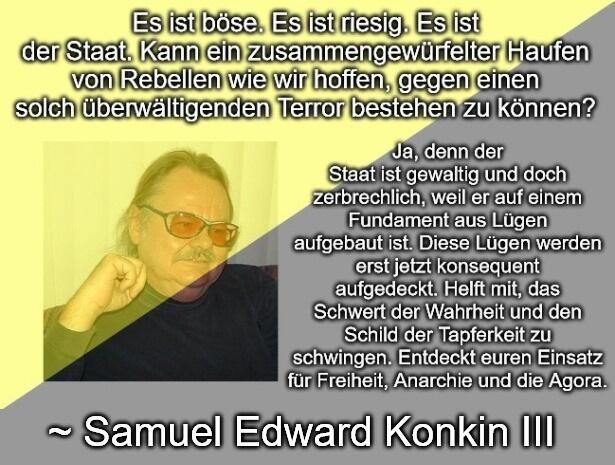 Es ist böse. Es ist riesig. Es ist
der Staat. Kann ein zusammengewürfelter Haufen
von Rebellen wie wir hoffen, gegen einen
solch überwältigenden Terror bestehen zu können?
Ja, denn der
Staat ist gewaltig und doch
zerbrechlich, weil er auf einem
Fundament aus Lügen
aufgebaut ist. Diese Lügen werden
erst jetzt konsequent
aufgedeckt. Helft mit, das
Schwert der Wahrheit und den
Schild der Tapferkeit zu
schwingen. Entdeckt euren Einsatz
für Freiheit, Anarchie und die Agora.
~ Samuel Edward Konkin III